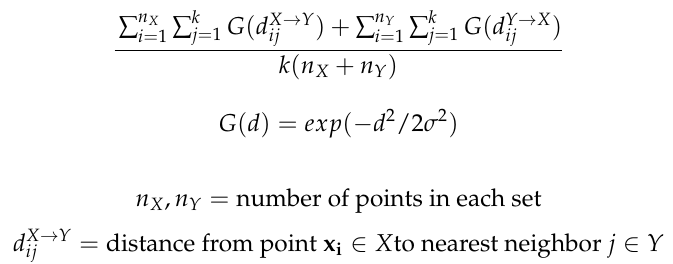 ∑_{i=1}^{n_X} ∑_{j=1}^{k} G(d_{ij}^{X→Y}) + ∑_{i=1}^{n_Y} ∑_{j=1}^{k} G(d_{ij}^{Y→X})
k(n_X + n_Y)
G(d) = exp(−d^2/2σ^2)
n_X, n_Y = number of points in each set
d_{ij}^{X→Y} = distance from point x_i ∈ Xto nearest neighbor j ∈ Y